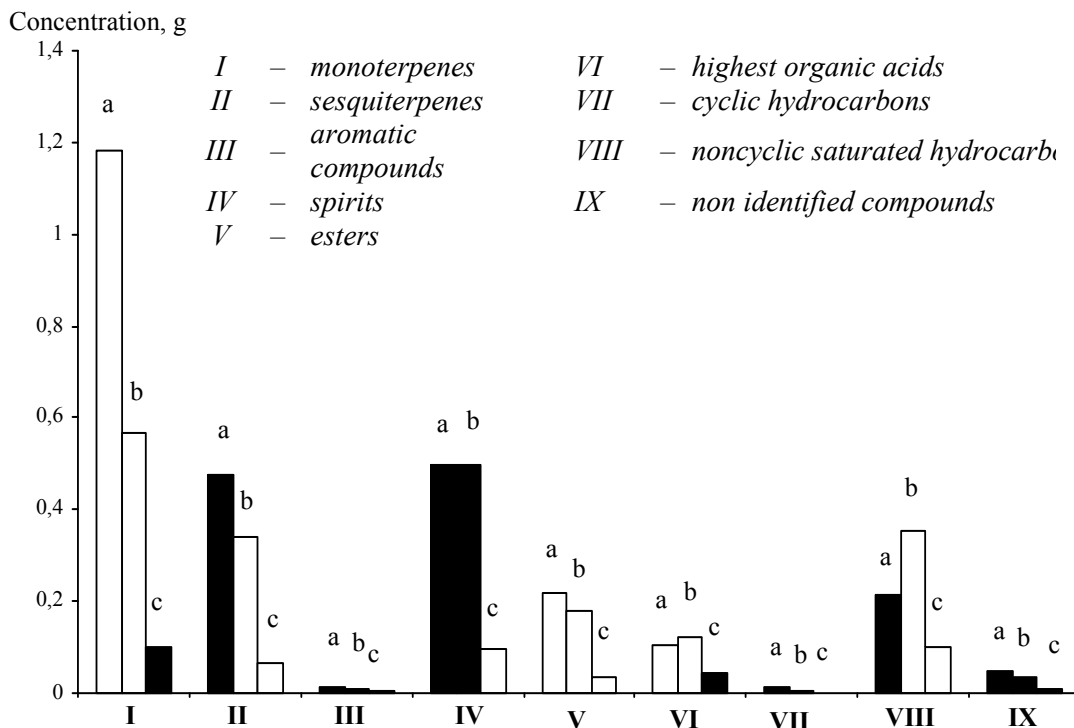 Concentration, g
1,4
I – monoterpenes VI – highest organic acids
a
II – sesquiterpenes VII – cyclic hydrocarbons
aromatic
1,2
III – compounds VIII – noncyclic saturated hydrocarb
IV – spirits IX – non identified compounds
1
V – esters
0,8
b
0,6
a a b
0,4
b b
a
a b
0,2
c c b c
a c
a b c a b c a b c
0
I II III IV V VI VII VIII IX